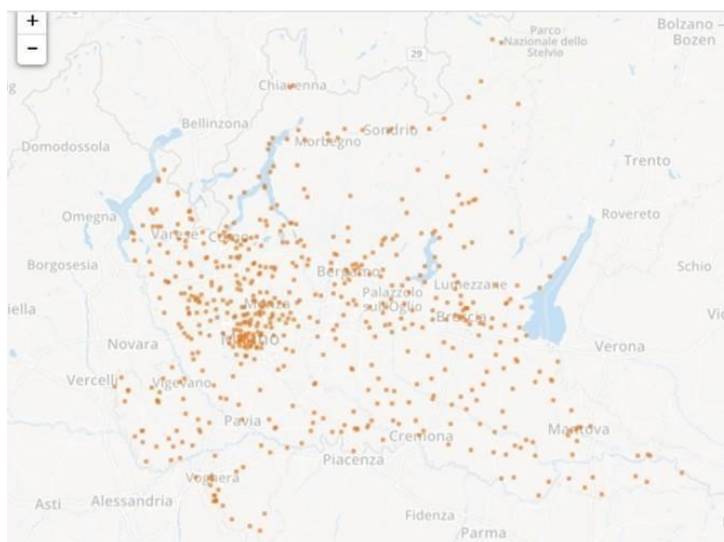 +
−
Parco
Nazionale dello
Stelvio
Bolzano -
Bozen
29
Chiavenna
Bellinzona
Sondrio
Morbegno
Domodossola
Trento
Omegna
Rovereto
Varese
Como
Borgosesia
Bergamo
Schio
Lumezzane
Palazzolo
sull'Oglio
Monza
Brescia
Milano
Novara
Verona
Vercelli
Vigevano
Pavia
Cremona
Mantova
Piacenza
Voghera
Asti
Alessandria
Fidenza
Parma